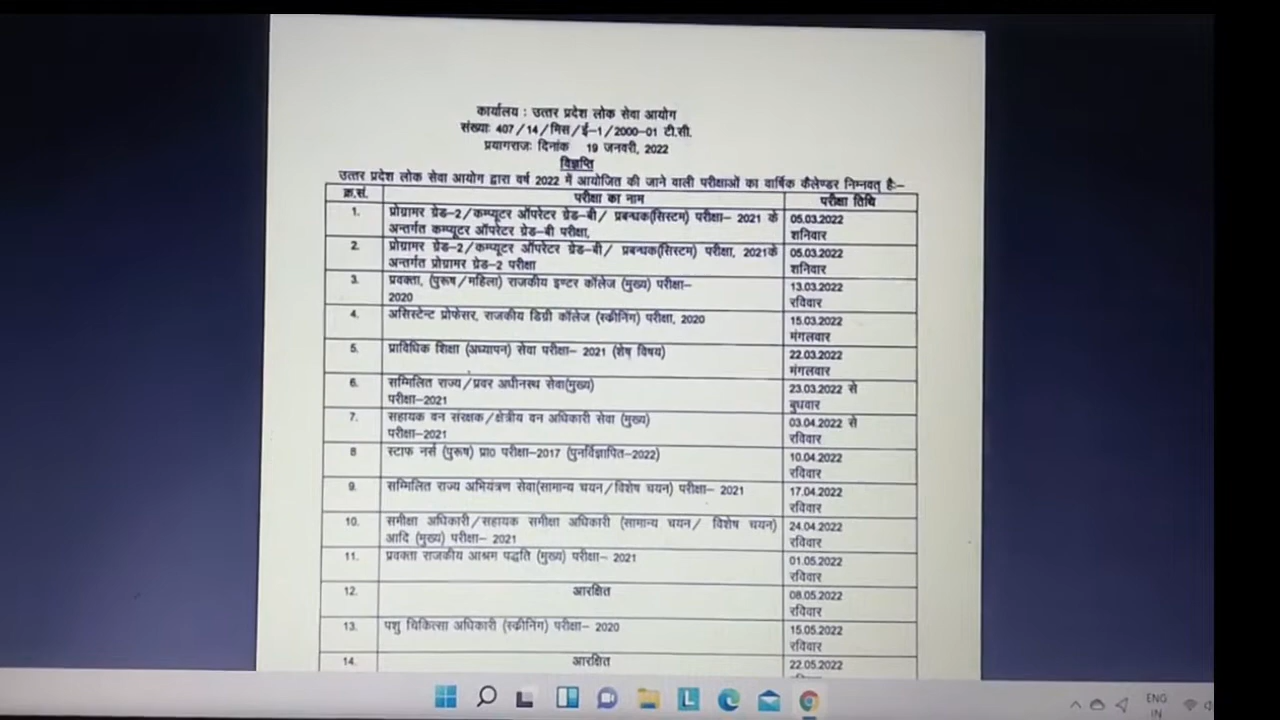 कार्यालय : उत्तर प्रदेश लोक सेवा आयोग
संख्याः 407/14/मिस/ई-1/2000-01 टी.सी.
प्रयागराजः दिनांक 19 जनवरी, 2022
विज्ञप्ति
उत्तर प्रदेश लोक सेवा आयोग द्वारा वर्ष 2022 में आयोजित की जाने वाली परीक्षाओं का वार्षिक कैलेण्डर निम्नवत् हैः–
क्र.सं. परीक्षा का नाम परीक्षा तिथि
1. प्रोग्रामर ग्रेड-2/कम्प्यूटर ऑपरेटर ग्रेड-बी/ प्रबन्धक(सिस्टम) परीक्षा– 2021 के 05.03.2022
अन्तर्गत कम्प्यूटर ऑपरेटर ग्रेड-बी परीक्षा, शनिवार
2. प्रोग्रामर ग्रेड-2/कम्प्यूटर ऑपरेटर ग्रेड-बी/ प्रबन्धक(सिस्टम) परीक्षा, 2021के 05.03.2022
अन्तर्गत प्रोग्रामर ग्रेड-2 परीक्षा शनिवार
3. प्रवक्ता, (पुरूष/महिला) राजकीय इण्टर कॉलेज (मुख्य) परीक्षा– 13.03.2022
2020 रविवार
4. असिस्टेन्ट प्रोफेसर, राजकीय डिग्री कॉलेज (स्क्रीनिंग) परीक्षा, 2020 15.03.2022
मंगलवार
5. प्राविधिक शिक्षा (अध्यापन) सेवा परीक्षा– 2021 (शेष विषय) 22.03.2022
मंगलवार
6. सम्मिलित राज्य/प्रवर अधीनस्थ सेवा(मुख्य) 23.03.2022 से
परीक्षा–2021 बुधवार
7. सहायक वन संरक्षक/क्षेत्रीय वन अधिकारी सेवा (मुख्य) 03.04.2022 से
परीक्षा–2021 रविवार
8 स्टाफ नर्स (पुरूष) प्रा0 परीक्षा–2017 (पुनर्विज्ञापित–2022) 10.04.2022
रविवार
9. सम्मिलित राज्य अभियंत्रण सेवा(सामान्य चयन/विशेष चयन) परीक्षा– 2021 17.04.2022
रविवार
10. समीक्षा अधिकारी/सहायक समीक्षा अधिकारी (सामान्य चयन/ विशेष चयन) 24.04.2022
आदि (मुख्य) परीक्षा– 2021 रविवार
11. प्रवक्ता राजकीय आश्रम पद्धति (मुख्य) परीक्षा– 2021 01.05.2022
रविवार
12. आरक्षित 08.05.2022
रविवार
13. पशु चिकित्सा अधिकारी (स्क्रीनिंग) परीक्षा– 2020 15.05.2022
रविवार
14. आरक्षित 22.05.2022
ENG
IN